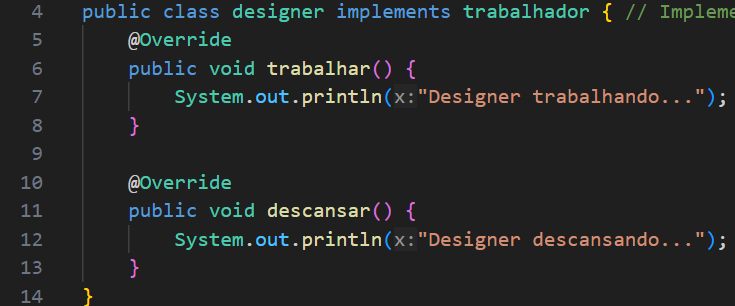 4 public class designer implements trabalhador { // Impleme
5 @Override
6 public void trabalhar() {
7 System.out.println(x:"Designer trabalhando...");
8 }
9
10 @Override
11 public void descansar() {
12 System.out.println(x:"Designer descansando...");
13 }
14 }